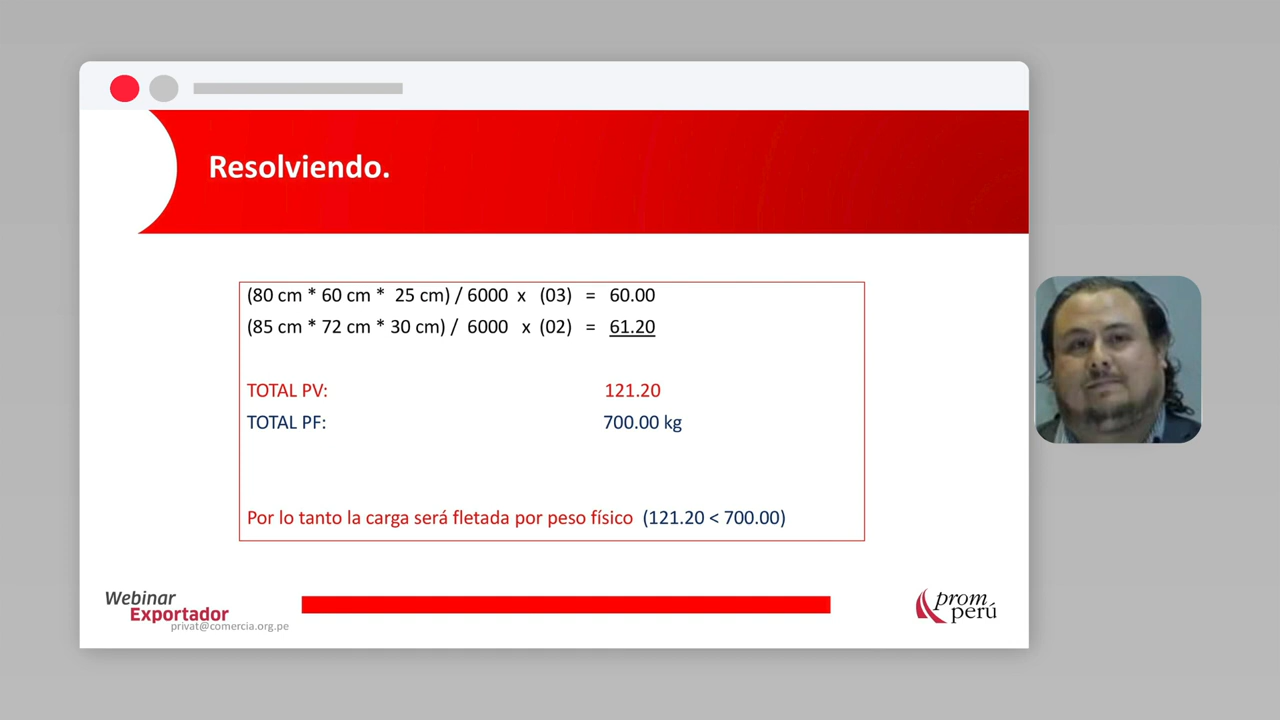 Resolviendo.
(80 cm * 60 cm * 25 cm) / 6000 x (03) = 60.00
(85 cm * 72 cm * 30 cm) / 6000 x (02) = 61.20
TOTAL PV: 121.20
TOTAL PF: 700.00 kg
Por lo tanto la carga será fletada por peso físico (121.20 < 700.00)
Webinar
Exportador
privat@comercia.org.pe
prom
perú